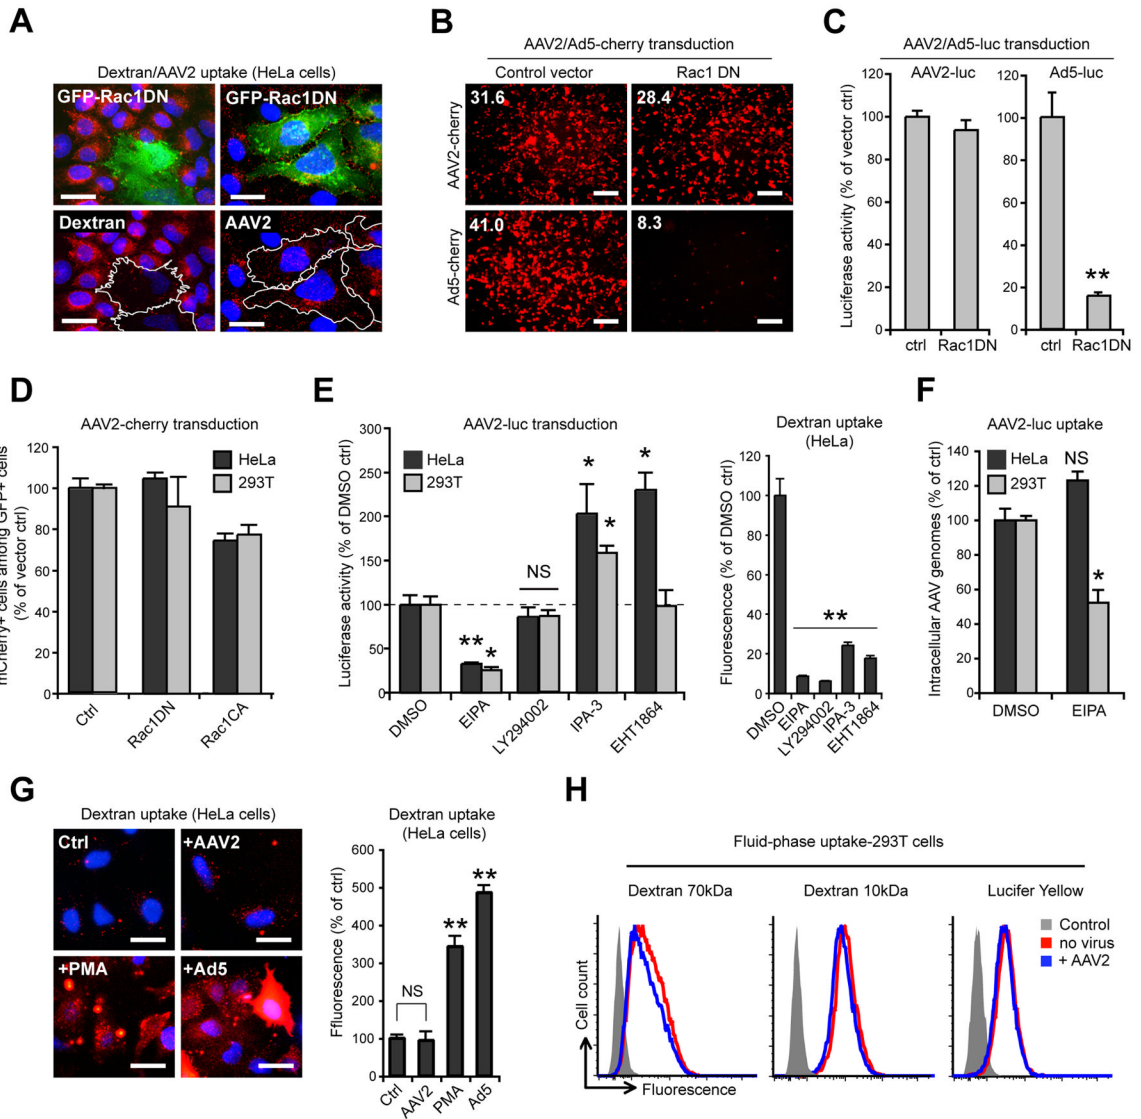 A
Dextran/AAV2 uptake (HeLa cells)
GFP-Rac1DN
GFP-Rac1DN
Dextran
AAV2
B
AAV2/Ad5-cherry transduction
Control vector
Rac1 DN
AAV2-cherry
31.6
28.4
Ad5-cherry
41.0
8.3
C
AAV2/Ad5-luc transduction
AAV2-luc
Ad5-luc
Luciferase activity (% of vector ctrl)
120
100
80
60
40
20
0
ctrl
Rac1DN
120
100
80
60
40
20
0
**
ctrl
Rac1DN
D
AAV2-cherry transduction
mCherry+ cells among GFP+ cells
(% of vector ctrl)
120
100
80
60
40
20
0
HeLa
293T
Ctrl
Rac1DN
Rac1CA
E
AAV2-luc transduction
Luciferase activity (% of DMSO ctrl)
300
250
200
150
100
50
0
HeLa
293T
**
*
NS
*
*
*
DMSO
EIPA
LY294002
IPA-3
EHT1864
Dextran uptake
(HeLa)
Fluorescencce (% of DMSO ctrl)
120
100
80
60
40
20
0
**
DMSO
EIPA
LY294002
IPA-3
EHT1864
F
AAV2-luc uptake
Intracellular AAV genomes (% of ctrl)
140
120
100
80
60
40
20
0
HeLa
293T
NS
*
DMSO
EIPA
G
Dextran uptake (HeLa cells)
Ctrl
+AAV2
+PMA
+Ad5
Dextran uptake
(HeLa cells)
Ffluorescence (% of ctrl)
600
500
400
300
200
100
0
NS
**
**
Ctrl
AAV2
PMA
Ad5
H
Fluid-phase uptake-293T cells
Dextran 70kDa
Dextran 10kDa
Lucifer Yellow
Control
no virus
+ AAV2
Cell count
Fluorescence